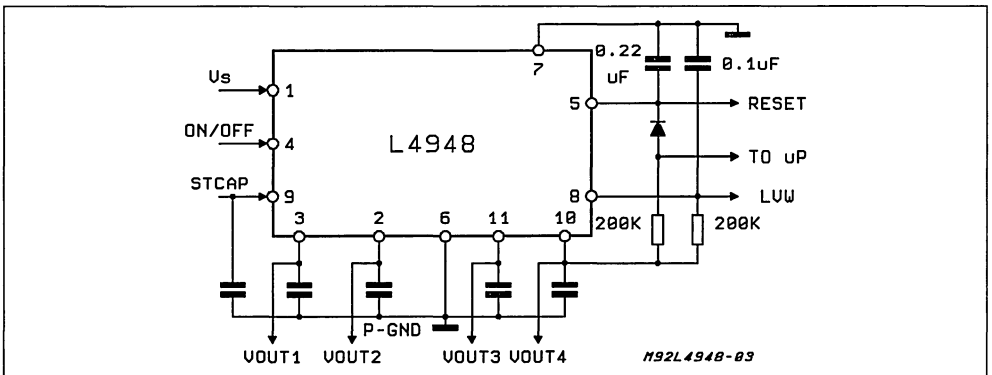 0.22
uF
0.1uF
7
Vs
1
5
RESET
ON/OFF
4
L4948
TO uP
STCAP
9
8
LVW
3
2
6
11
10
200K
200K
P-GND
VOUT1
VOUT2
VOUT3
VOUT4
M92L4948-03